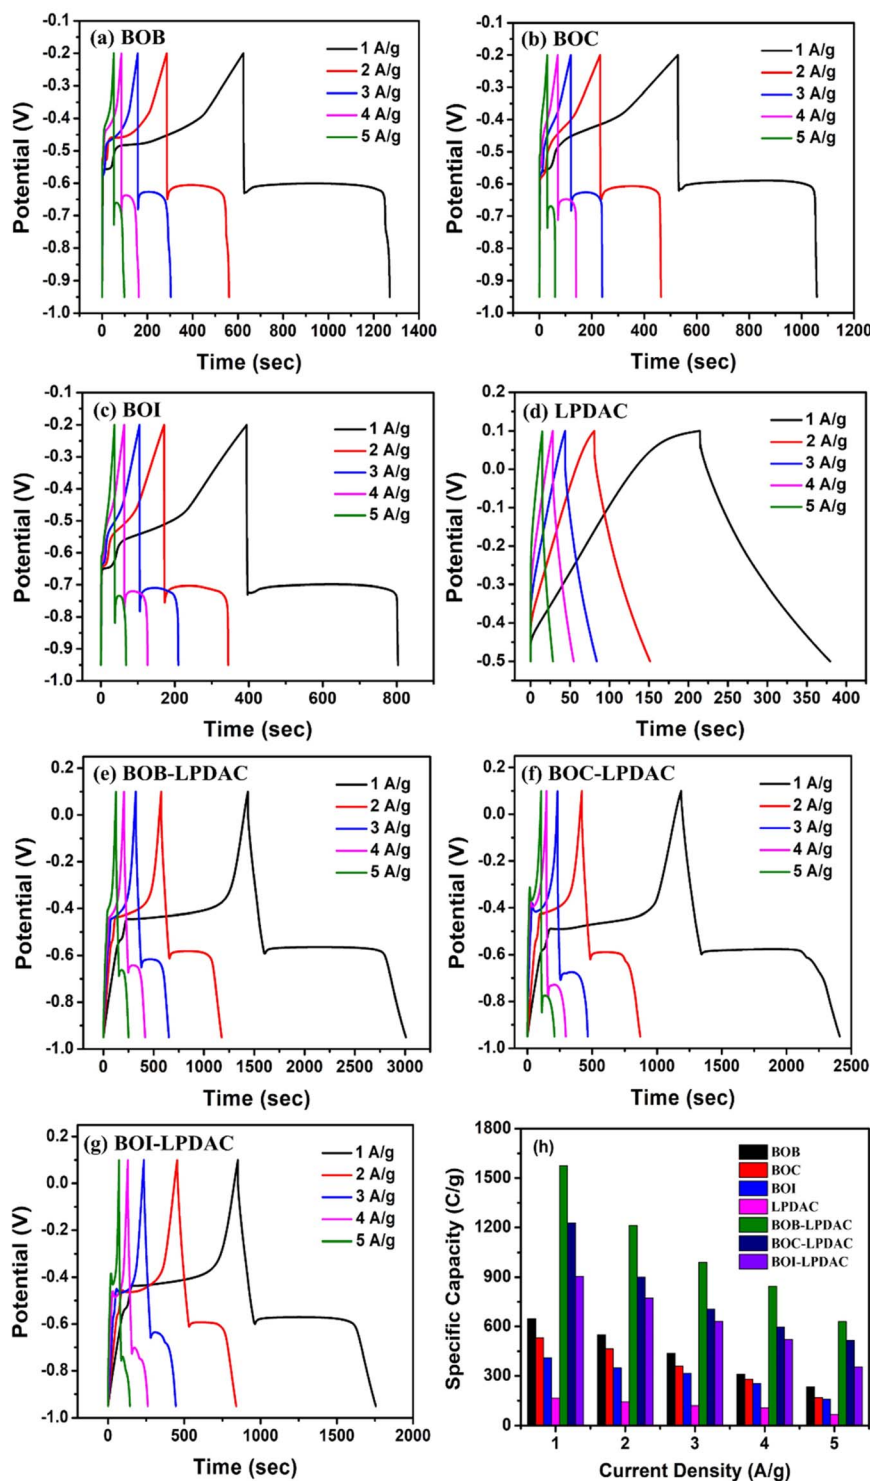 (a) BOB
1 A/g
2 A/g
3 A/g
4 A/g
5 A/g
-0.1
-0.2
-0.3
-0.4
-0.5
-0.6
-0.7
-0.8
-0.9
-1.0
Potential (V)
0 200 400 600 800 1000 1200 1400
Time (sec)
(b) BOC
1 A/g
2 A/g
3 A/g
4 A/g
5 A/g
-0.1
-0.2
-0.3
-0.4
-0.5
-0.6
-0.7
-0.8
-0.9
-1.0
Potential (V)
0 200 400 600 800 1000 1200
Time (sec)
(c) BOI
1 A/g
2 A/g
3 A/g
4 A/g
5 A/g
-0.1
-0.2
-0.3
-0.4
-0.5
-0.6
-0.7
-0.8
-0.9
-1.0
Potential (V)
0 200 400 600 800
Time (sec)
(d) LPDAC
1 A/g
2 A/g
3 A/g
4 A/g
5 A/g
0.1
0.0
-0.1
-0.2
-0.3
-0.4
-0.5
Potential (V)
0 50 100 150 200 250 300 350 400
Time (sec)
(e) BOB-LPDAC
1 A/g
2 A/g
3 A/g
4 A/g
5 A/g
0.2
0.0
-0.2
-0.4
-0.6
-0.8
-1.0
Potential (V)
0 500 1000 1500 2000 2500 3000
Time (sec)
(f) BOC-LPDAC
1 A/g
2 A/g
3 A/g
4 A/g
5 A/g
0.2
0.0
-0.2
-0.4
-0.6
-0.8
-1.0
Potential (V)
0 500 1000 1500 2000 2500
Time (sec)
(g) BOI-LPDAC
1 A/g
2 A/g
3 A/g
4 A/g
5 A/g
0.2
0.0
-0.2
-0.4
-0.6
-0.8
-1.0
Potential (V)
0 500 1000 1500 2000
Time (sec)
(h)
BOB
BOC
BOI
LPDAC
BOB-LPDAC
BOC-LPDAC
BOI-LPDAC
1800
1500
1200
900
600
300
0
Specific Capacity (C/g)
1 2 3 4 5
Current Density (A/g)